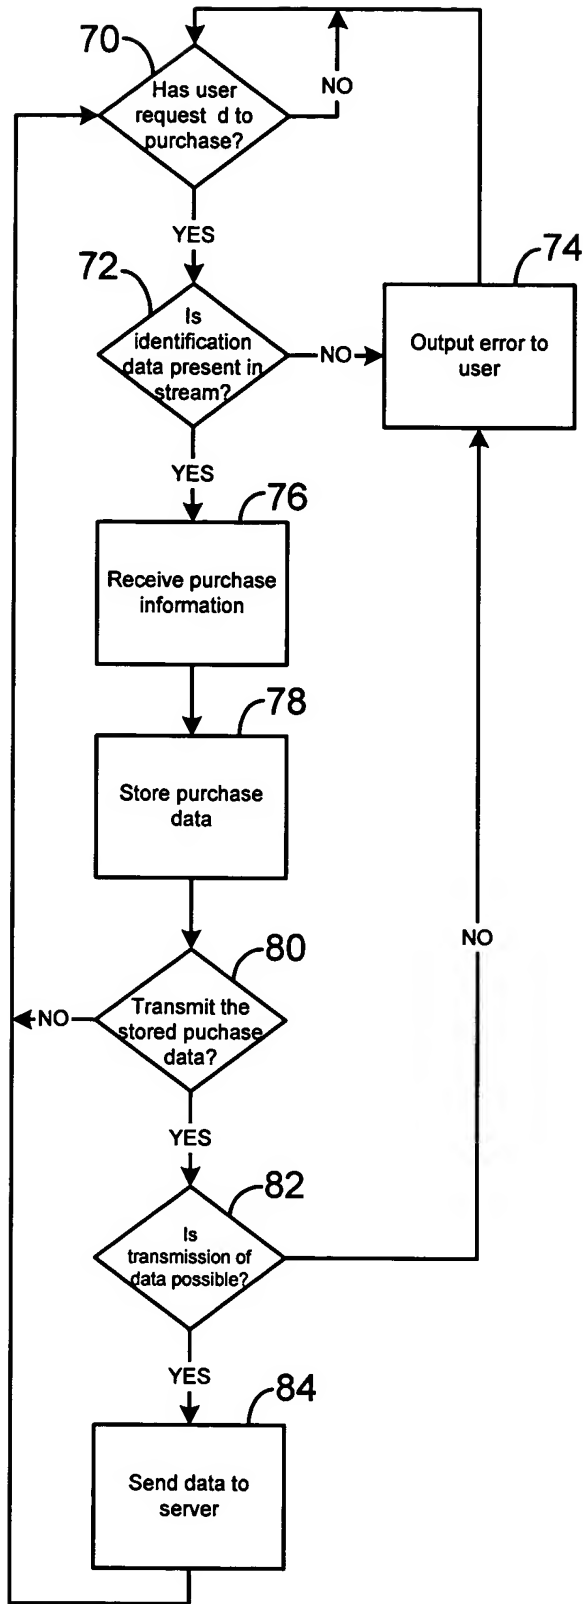 70
Has user
request d to
purchase?
NO
YES
72
Is
identification
data present in
stream?
NO
74
Output error to
user
YES
76
Receive purchase
information
78
Store purchase
data
80
Transmit the
stored puchase
data?
NO
NO
YES
82
Is
transmission of
data possible?
YES
84
Send data to
server